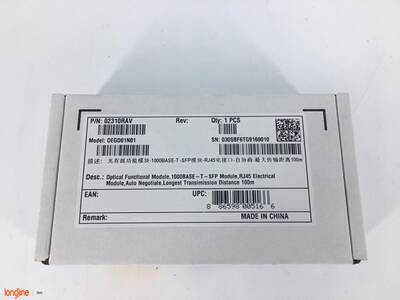 P/N: 02310RAV Rev: Qty: 1 PCS
Model: OEGD01N01 SN: 030SBF6TG9160010
描述: 光有源功能模块-1000BASE-T -SFP模块-RJ45电接口-自协商-最大传输距离100m
Desc.: Optical Functional Module,1000BASE-T-SFP Module,RJ45 Electrical
Module,Auto Negotiate,Longest Transimission Distance 100m
EAN: UPC:
8 86598 00516 6
Remark: MADE IN CHINA
longline